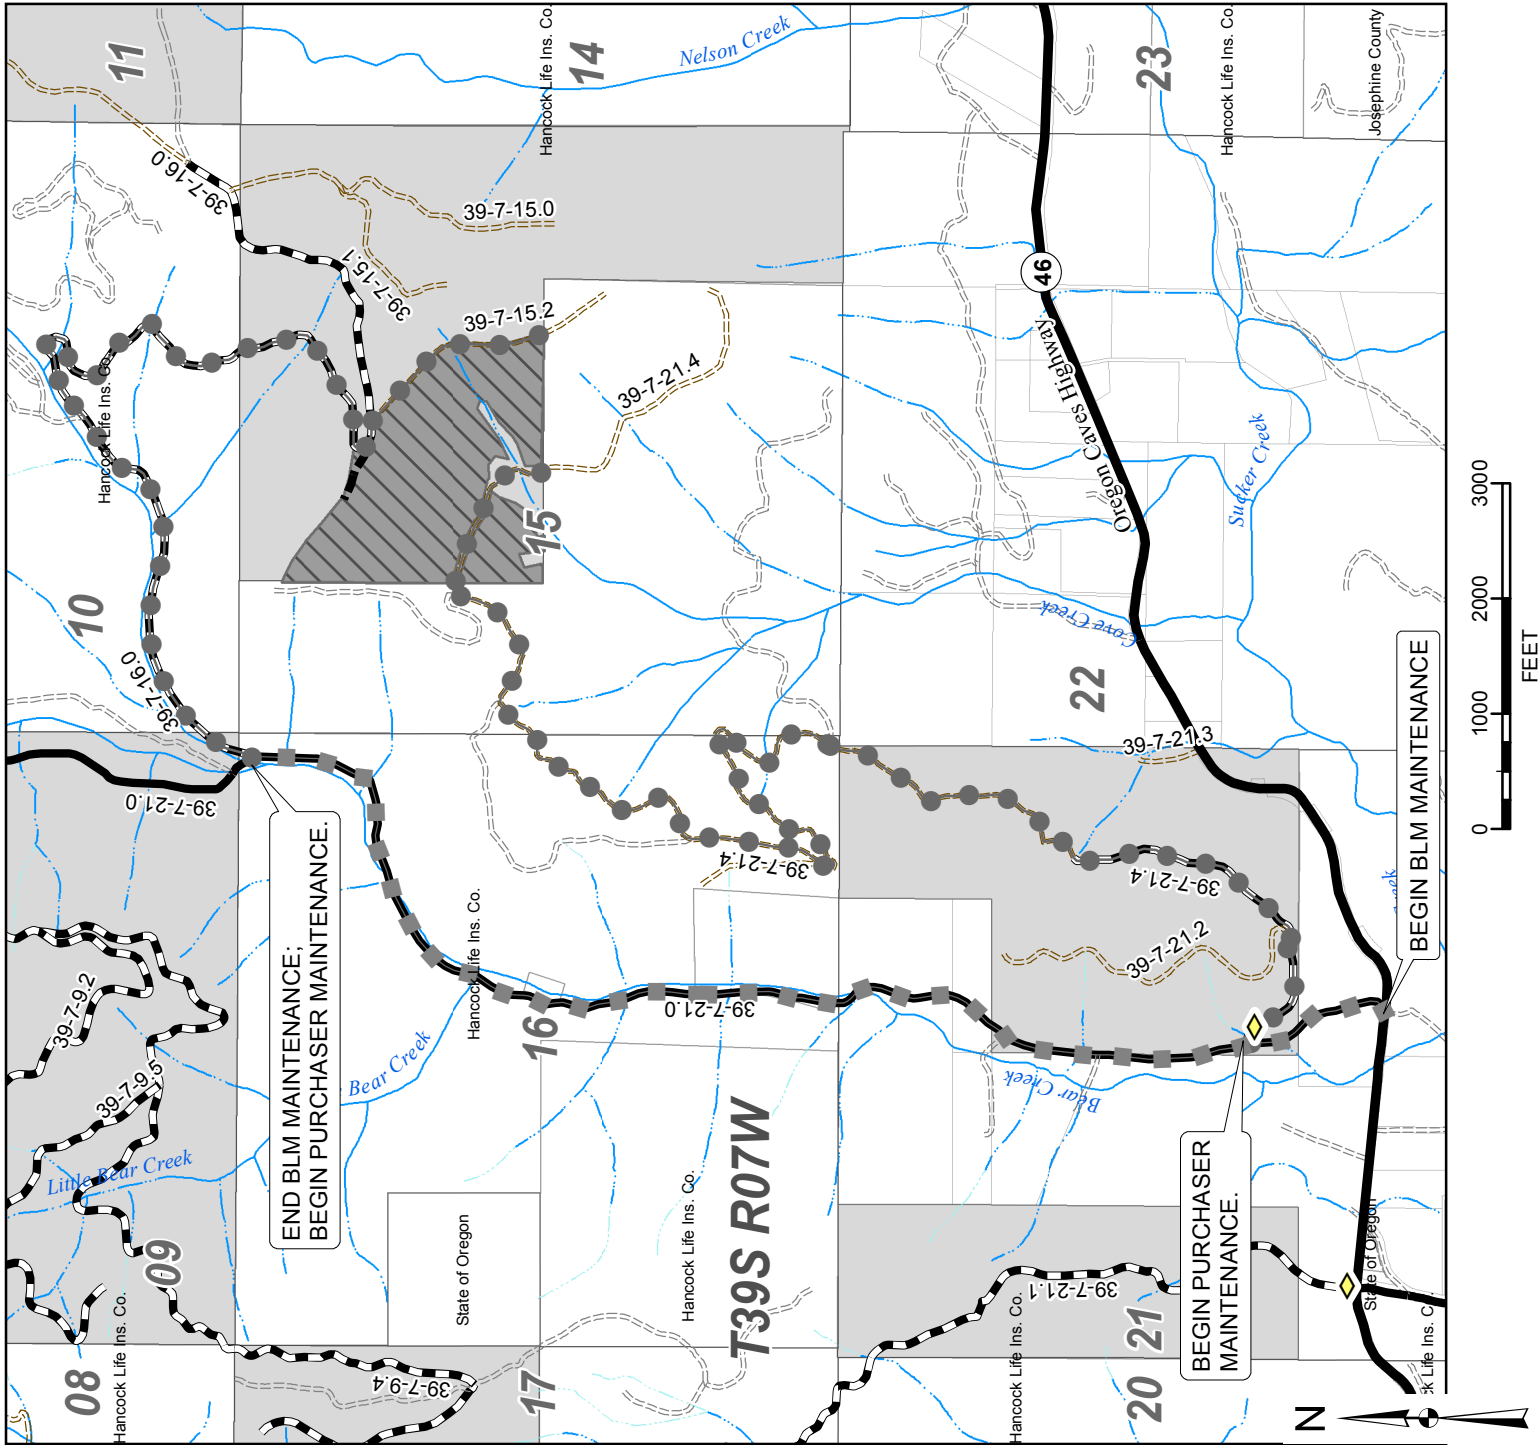 11
Hancock Life Ins. Co.
14
Nelson Creek
23
Hancock Life Ins. Co.
Josephine County
39-7-16.0
39-7-15.0
39-7-15.1
39-7-15.2
39-7-21.4
46
Oregon Caves Highway
Sucker Creek
Hancock Life Ins. Co.
10
15
39-7-16.0
Cove Creek
22
39-7-21.3
39-7-21.0
END BLM MAINTENANCE;
BEGIN PURCHASER MAINTENANCE.
39-7-21.4
39-7-21.4
39-7-21.2
BEGIN BLM MAINTENANCE
39-7-9.2
39-7-9.5
Hancock Life Ins. Co.
16
39-7-21.0
Bear Creek
Bear Creek
Little Bear Creek
09
State of Oregon
Hancock Life Ins. Co.
T39S R07W
BEGIN PURCHASER
MAINTENANCE.
39-7-21.1
21
State of Oregon
08
Hancock Life Ins. Co.
39-7-9.4
17
Hancock Life Ins. Co.
20
ck Life Ins. C
eek
N
0
1000
2000
3000
FEET